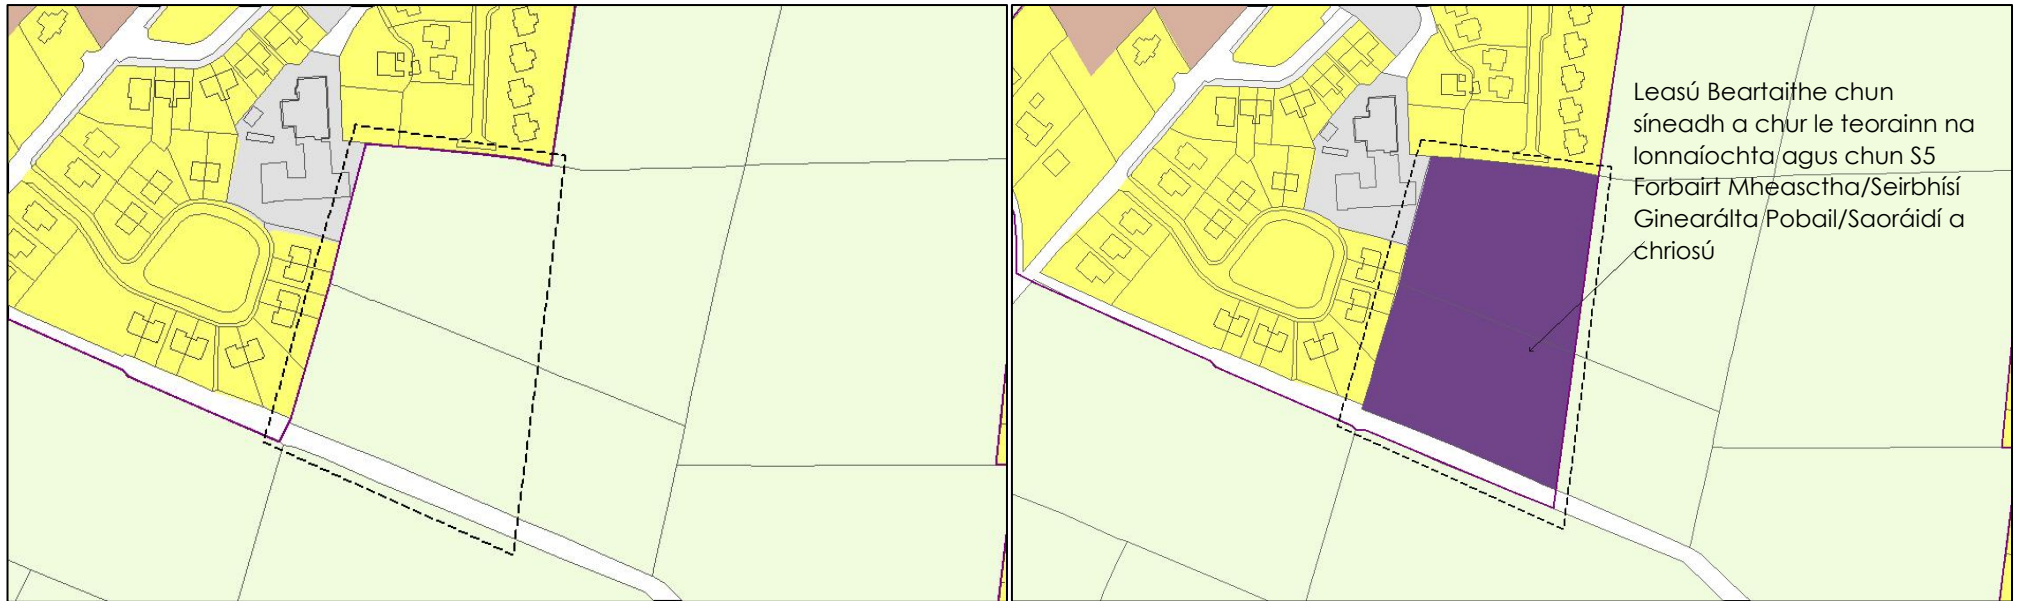 Leasú Beartaithe chun
síneadh a chur le teorainn na
lonnaíochta agus chun S5
Forbairt Mheasctha/Seirbhísí
Ginearálta Pobail/Saoráidí a
chriosú